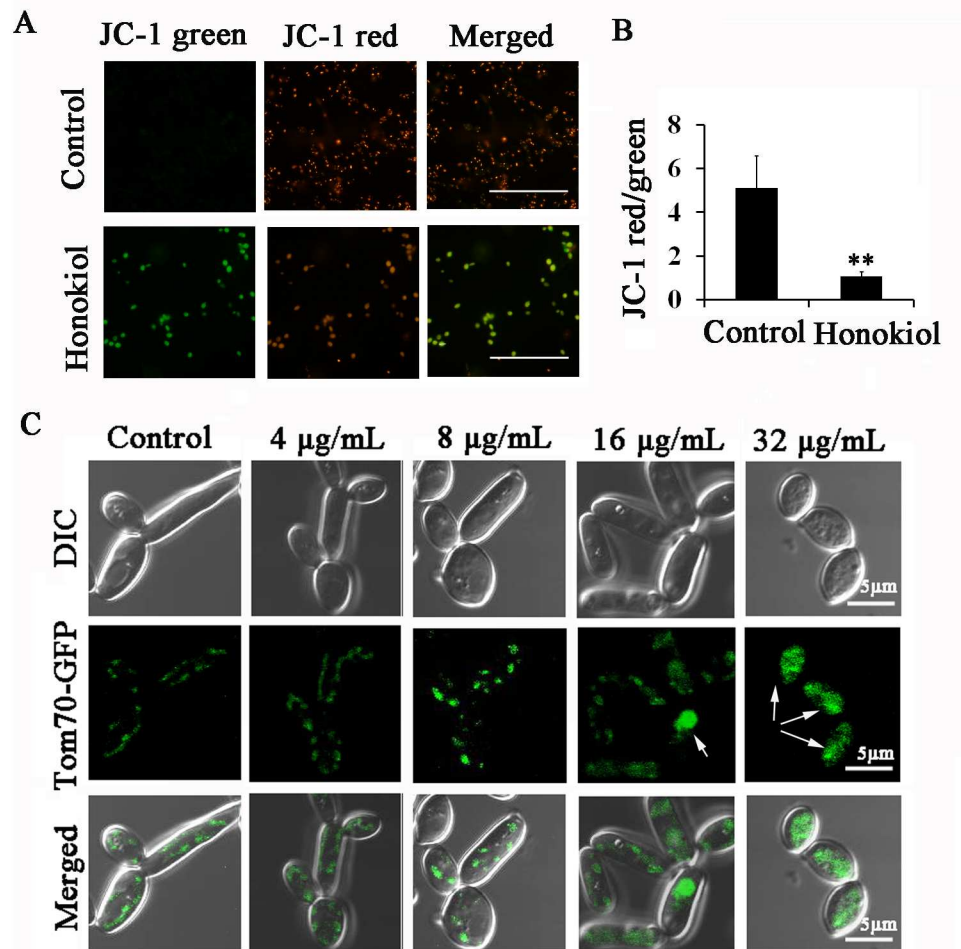 A
JC-1 green JC-1 red Merged
Control
Honokiol
B
JC-1 red/green
8
6
4
2
0
**
Control Honokiol
C
Control 4 µg/mL 8 µg/mL 16 µg/mL 32 µg/mL
DIC
5µm
Tom70-GFP
5µm
Merged
5µm